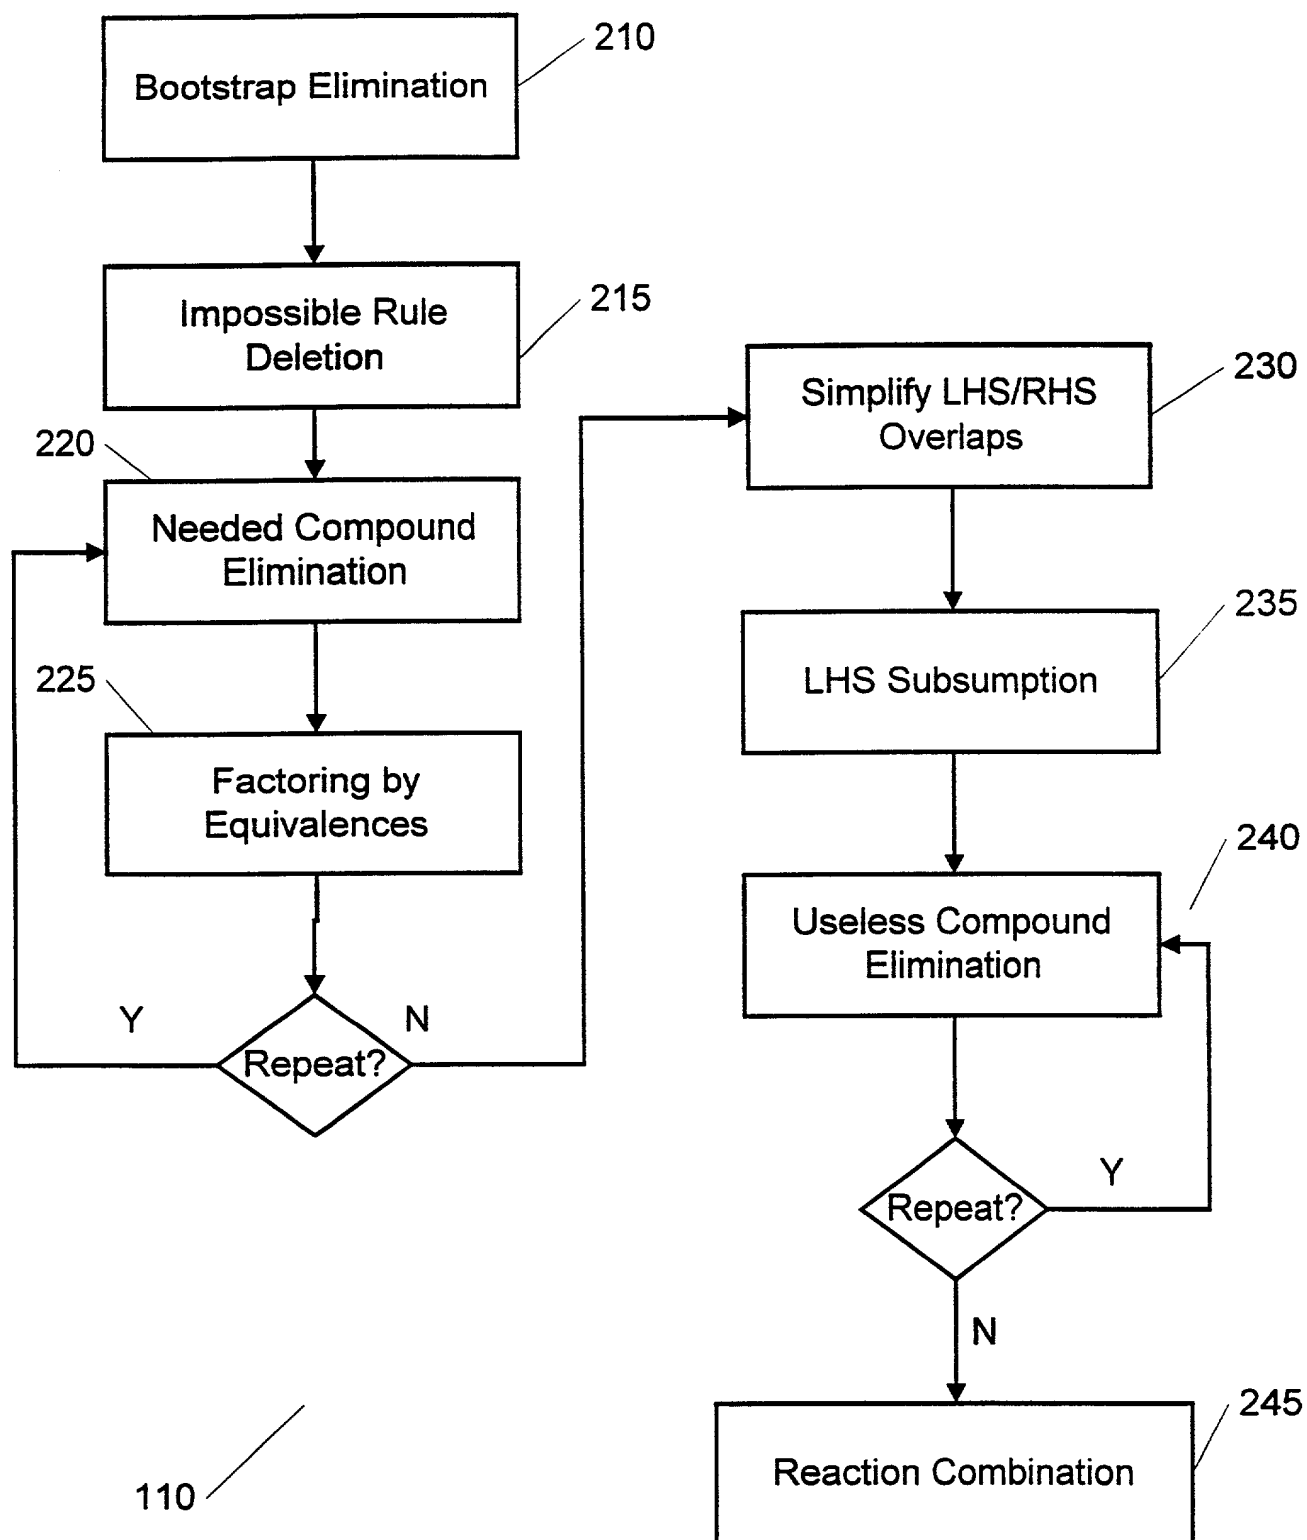 210
Bootstrap Elimination
215
Impossible Rule
Deletion
220
Needed Compound
Elimination
225
Factoring by
Equivalences
Y
N
Repeat?
230
Simplify LHS/RHS
Overlaps
235
LHS Subsumption
240
Useless Compound
Elimination
Repeat?
Y
N
245
Reaction Combination
110